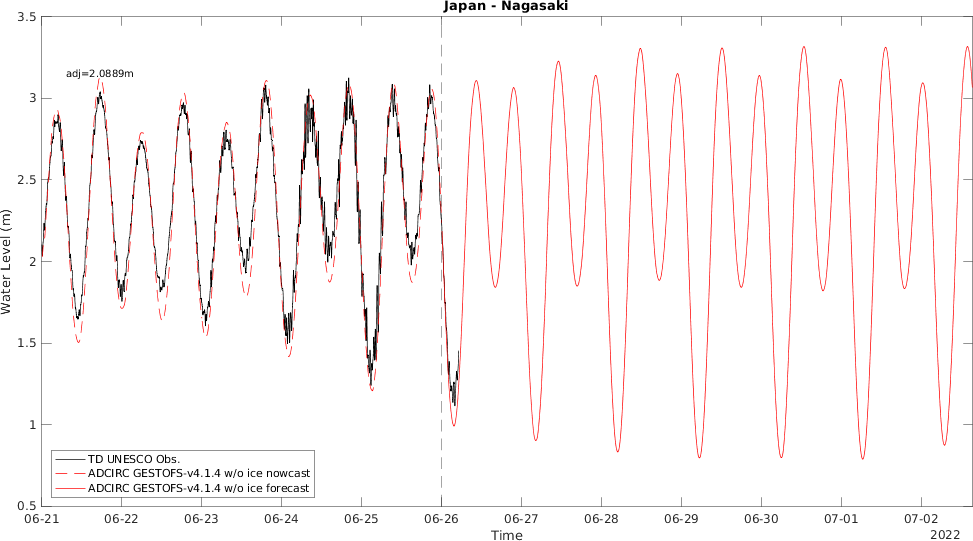 Japan - Nagasaki
3.5
adj=2.0889m
3
2.5
2
1.5
1
0.5
Water Level (m)
TD UNESCO Obs.
ADCIRC GESTOFS-v4.1.4 w/o ice nowcast
ADCIRC GESTOFS-v4.1.4 w/o ice forecast
06-21 06-22 06-23 06-24 06-25 06-26 06-27 06-28 06-29 06-30 07-01 07-02
2022
Time